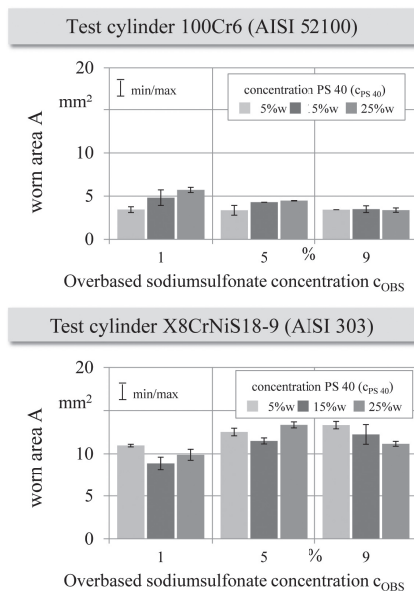 Test cylinder 100Cr6 (AISI 52100)
20
mm²
min/max
concentration PS 40 (cPS 40)
5%w 5%w 25%w
worn area A
10
5
0
1 5 % 9
Overbased sodiumsulfonate concentration cOBS
Test cylinder X8CrNiS18-9 (AISI 303)
20
mm²
min/max
concentration PS 40 (cPS 40)
5%w 15%w 25%w
worn area A
10
5
0
1 5 % 9
Overbased sodiumsulfonate concentration cOBS